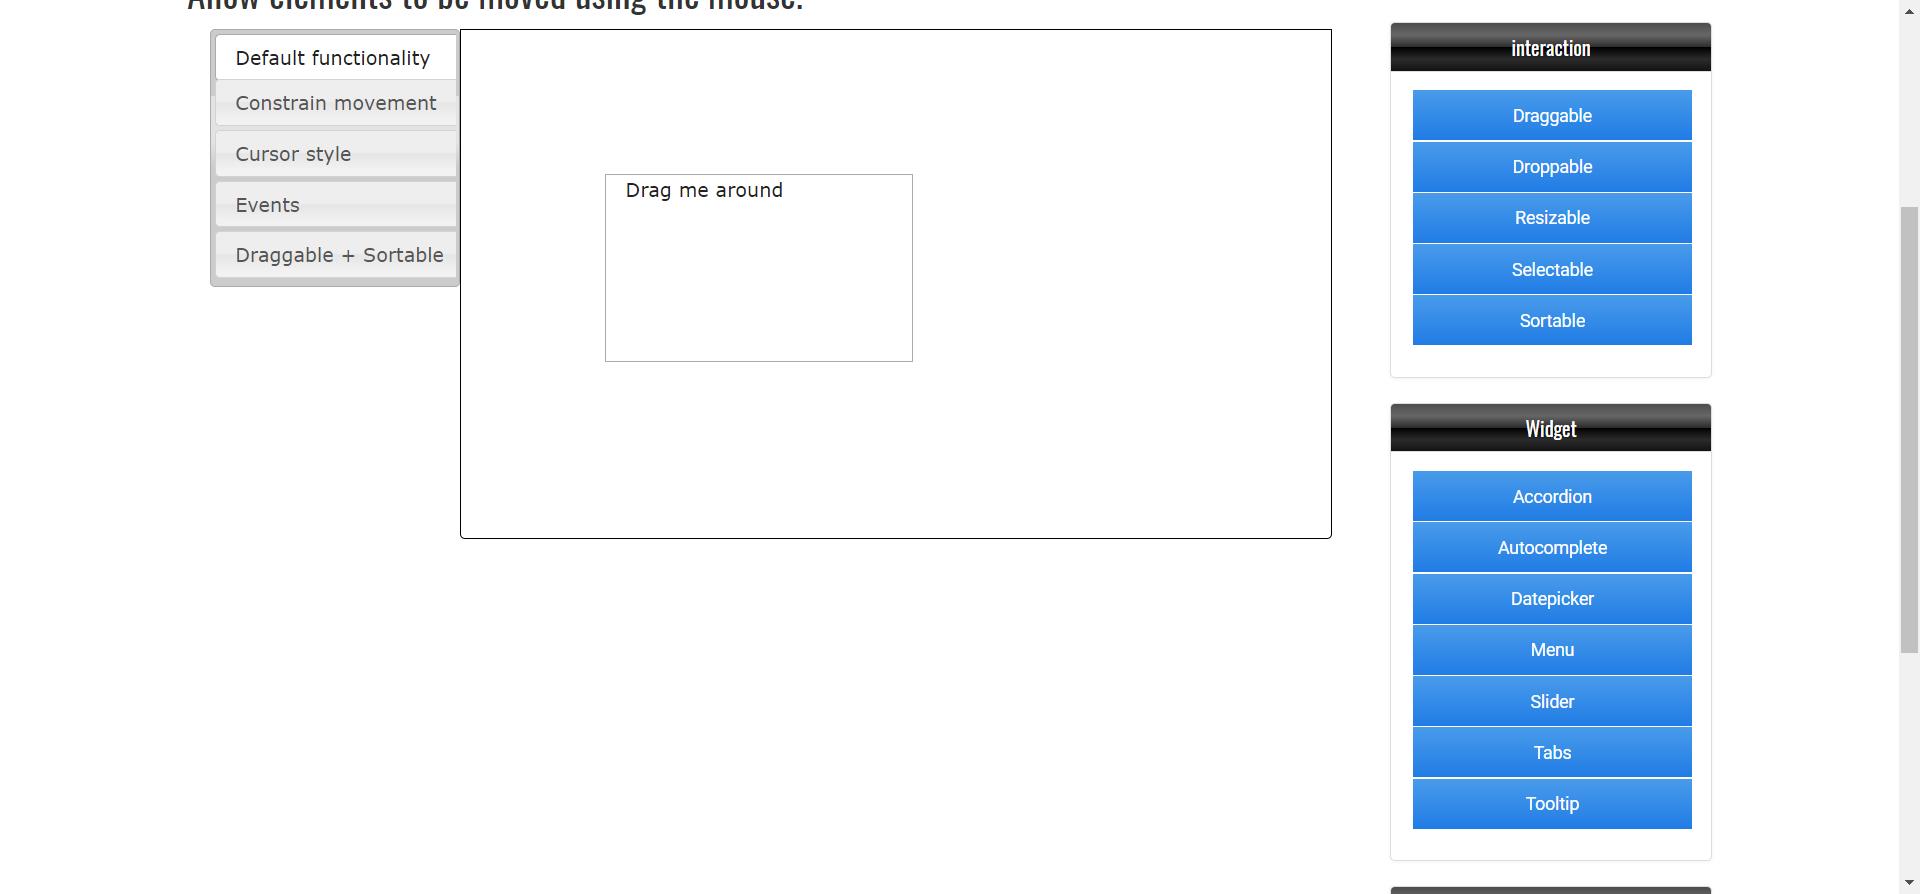 Allow elements to be moved using the mouse.
Default functionality
Constrain movement
Cursor style
Events
Draggable + Sortable
Drag me around
interaction
Draggable
Droppable
Resizable
Selectable
Sortable
Widget
Accordion
Autocomplete
Datepicker
Menu
Slider
Tabs
Tooltip